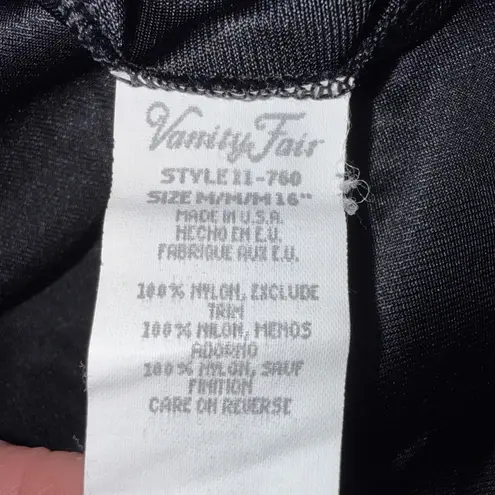 Vanity Fair
STYLE 11-760
SIZE M/M/M 16"
MADE IN U.S.A.
HECHO EN E.U.
FABRIQUE AUX E.U.
100% NYLON, EXCLUDE
TRIM
100% NILON, MENOS
ADORNO
100% NYLON, SAUF
FINITION
CARE ON REVERSE